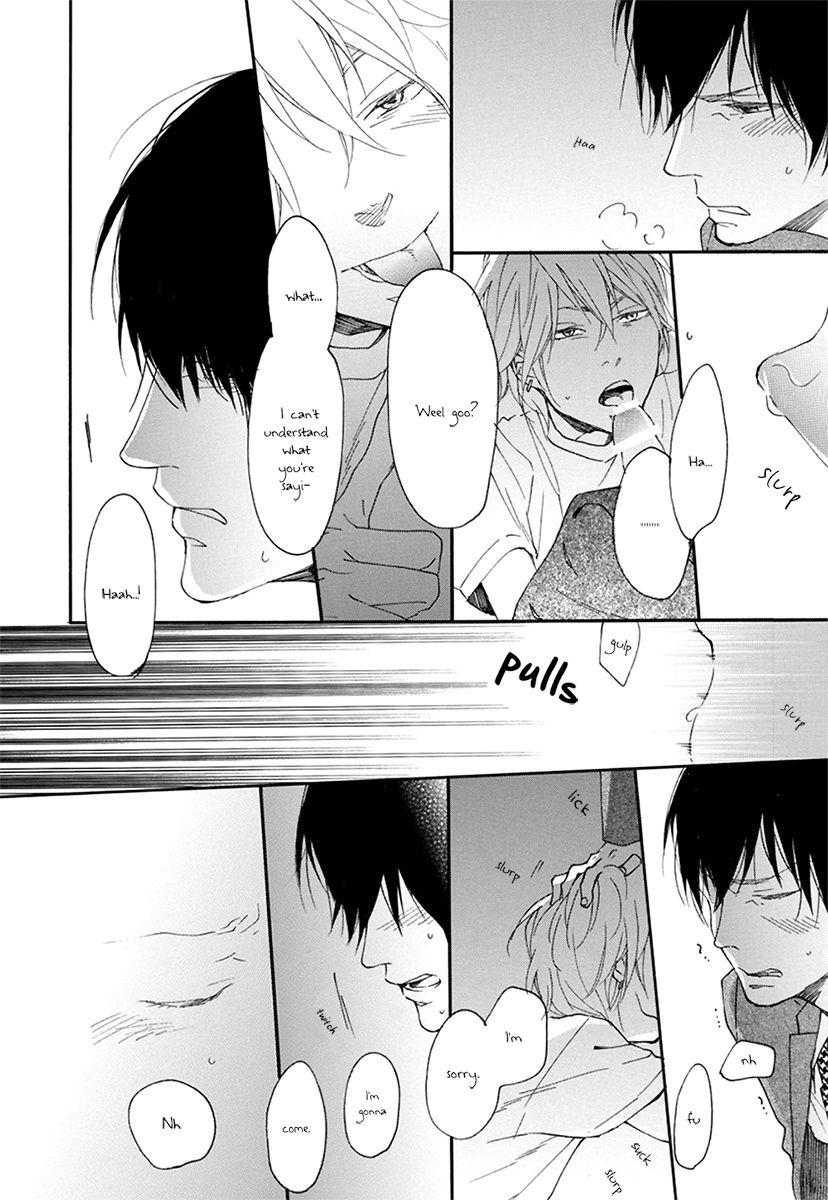 Haa
slurp
Ha...
!!!!!!!!
Weel goo?
What...
I can't
understand
what
you're
sayi-
Haah...!
slurp
gulp
pulls
nh
fu
lick
slurp
!!
I'm
sorry.
suck
slurp
twitch
I'm
gonna
come.
Nh